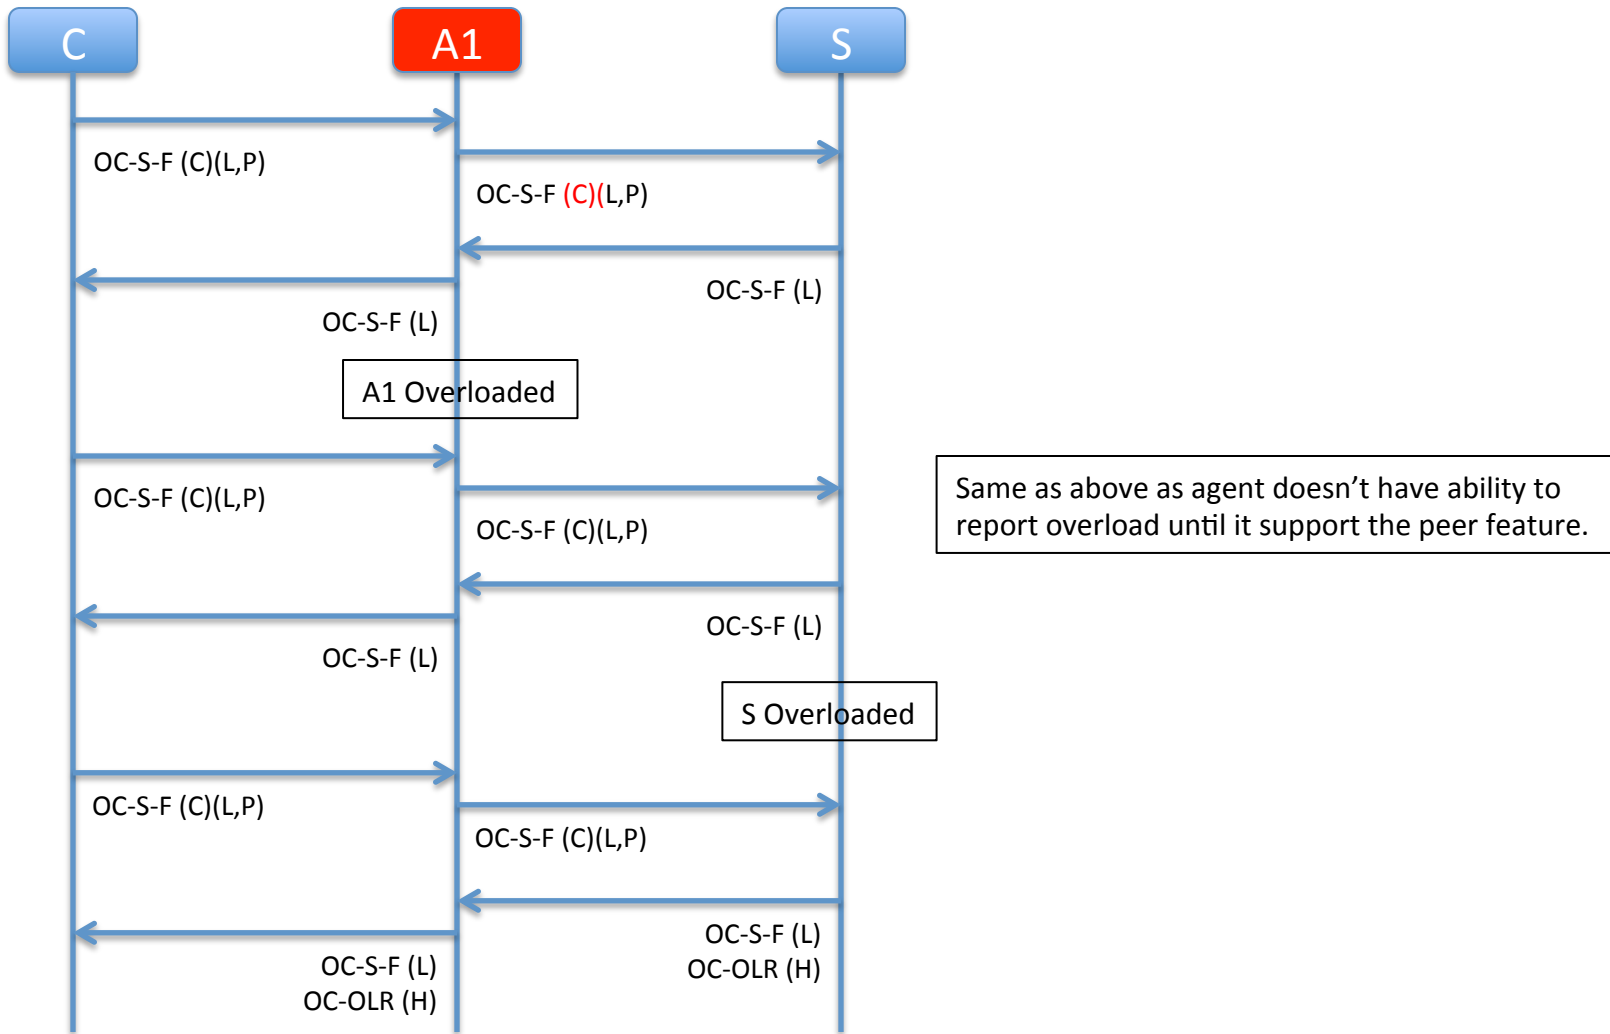 C
A1
S
OC-S-F (C)(L,P)
OC-S-F (C)(L,P)
OC-S-F (L)
OC-S-F (L)
A1 Overloaded
OC-S-F (C)(L,P)
OC-S-F (C)(L,P)
Same as above as agent doesn’t have ability to
report overload until it support the peer feature.
OC-S-F (L)
OC-S-F (L)
S Overloaded
OC-S-F (C)(L,P)
OC-S-F (C)(L,P)
OC-S-F (L)
OC-OLR (H)
OC-S-F (L)
OC-OLR (H)